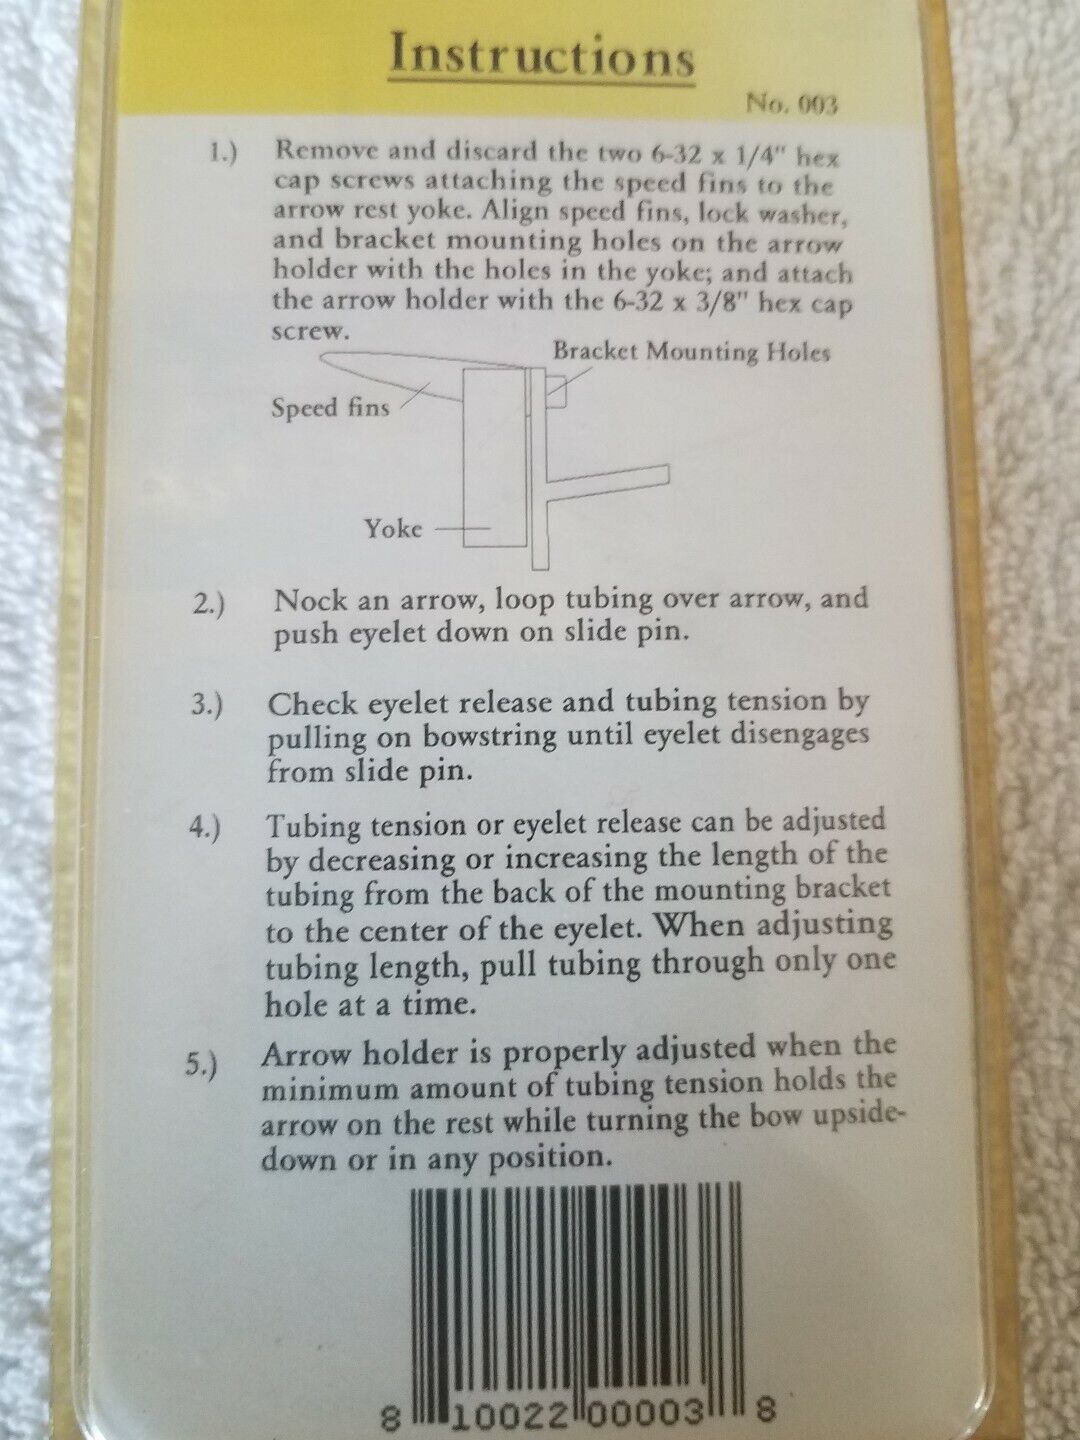 Instructions
No. 003
1.) Remove and discard the two 6-32 x 1/4" hex
cap screws attaching the speed fins to the
arrow rest yoke. Align speed fins, lock washer,
and bracket mounting holes on the arrow
holder with the holes in the yoke; and attach
the arrow holder with the 6-32 x 3/8" hex cap
screw.
Bracket Mounting Holes
Speed fins
Yoke
2.) Nock an arrow, loop tubing over arrow, and
push eyelet down on slide pin.
3.) Check eyelet release and tubing tension by
pulling on bowstring until eyelet disengages
from slide pin.
4.) Tubing tension or eyelet release can be adjusted
by decreasing or increasing the length of the
tubing from the back of the mounting bracket
to the center of the eyelet. When adjusting
tubing length, pull tubing through only one
hole at a time.
5.) Arrow holder is properly adjusted when the
minimum amount of tubing tension holds the
arrow on the rest while turning the bow upside-
down or in any position.
8 10022 00003 8